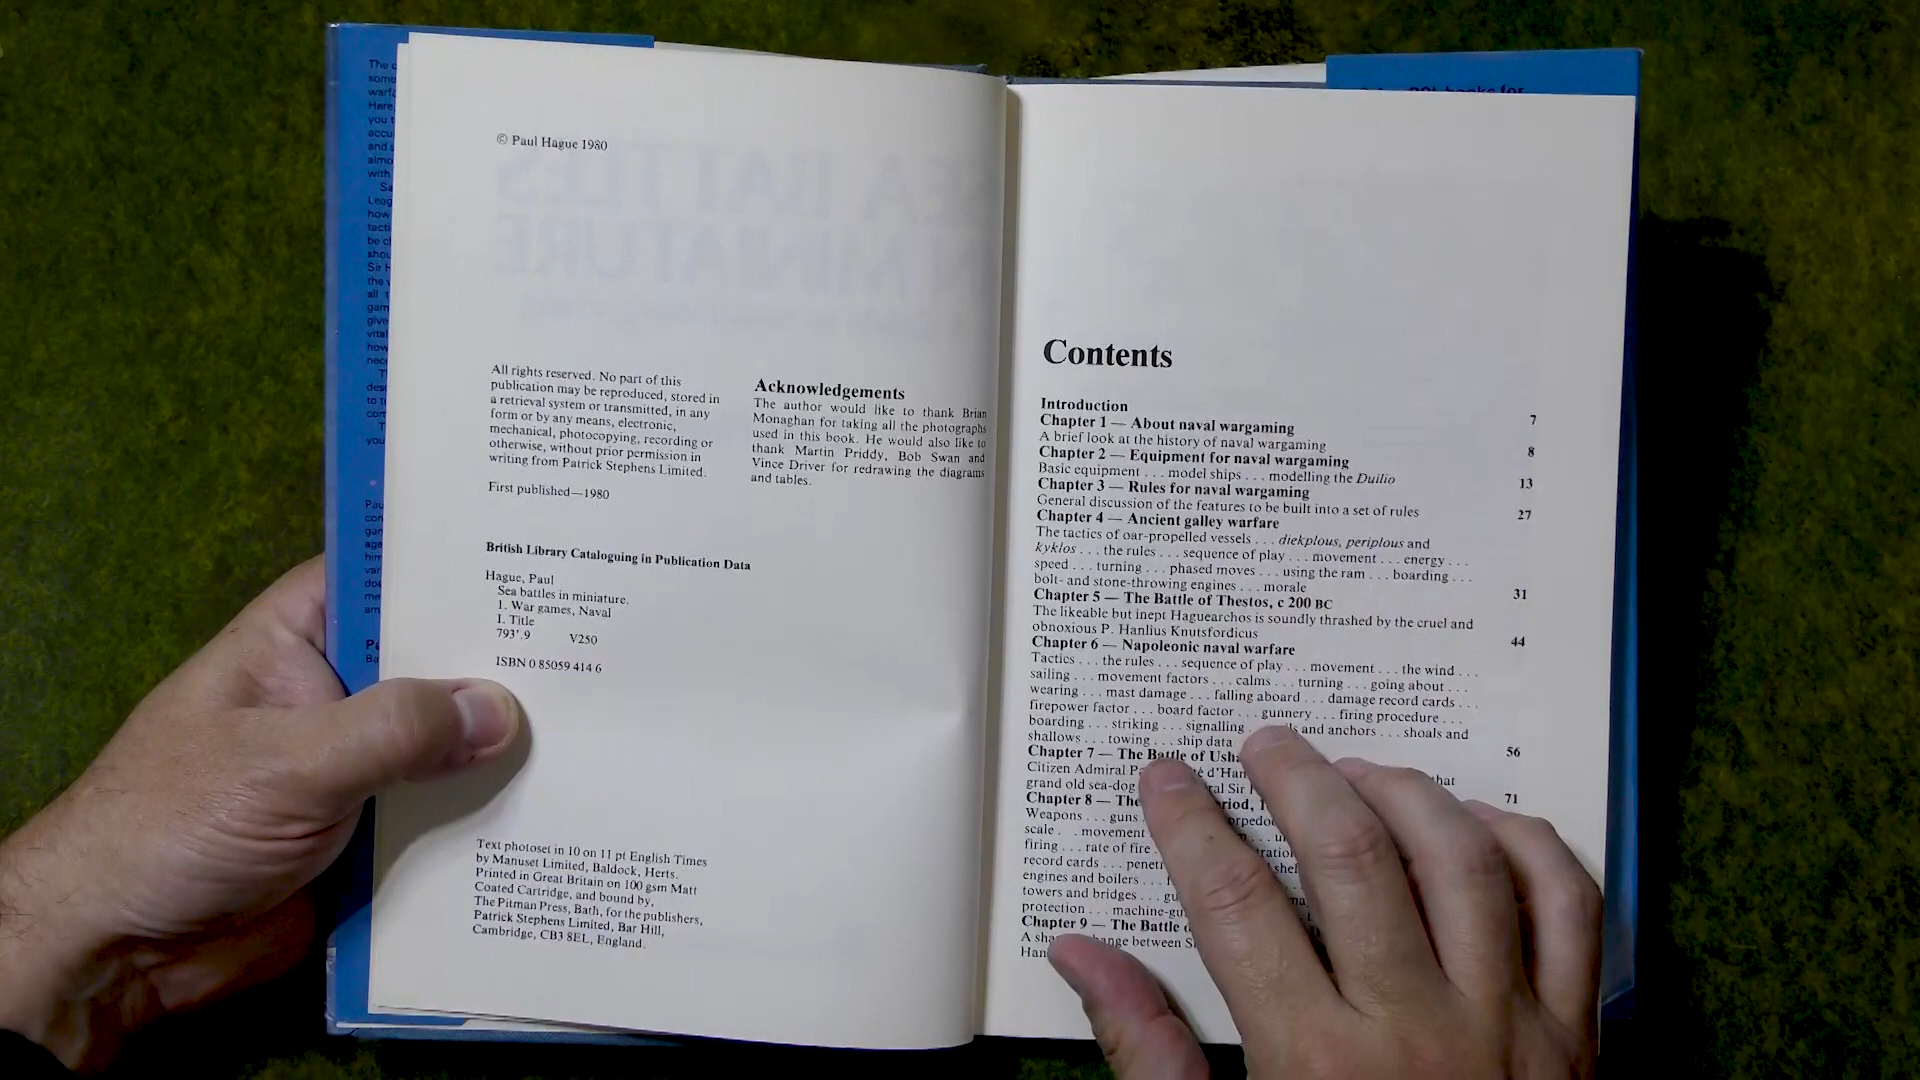 © Paul Hague 1980
All rights reserved. No part of this
publication may be reproduced, stored in
a retrieval system or transmitted, in any
form or by any means, electronic,
mechanical, photocopying, recording or
otherwise, without prior permission in
writing from Patrick Stephens Limited.
First published—1980
British Library Cataloguing in Publication Data
Hague, Paul
Sea battles in miniature.
1. War games, Naval
I. Title
793'.9 V250
ISBN 0 85059 414 6
Text photoset in 10 on 11 pt English Times
by Manuset Limited, Baldock, Herts.
Printed in Great Britain on 100 gsm Matt
Coated Cartridge, and bound by,
The Pitman Press, Bath, for the publishers,
Patrick Stephens Limited, Bar Hill,
Cambridge, CB3 8EL, England.
Acknowledgements
The author would like to thank Brian
Monaghan for taking all the photographs
used in this book. He would also like to
thank Martin Priddy, Bob Swan and
Vince Driver for redrawing the diagrams
and tables.
Contents
Introduction 7
Chapter 1 — About naval wargaming 8
A brief look at the history of naval wargaming
Chapter 2 — Equipment for naval wargaming 13
Basic equipment . . . model ships . . . modelling the Duilio
Chapter 3 — Rules for naval wargaming 27
General discussion of the features to be built into a set of rules
Chapter 4 — Ancient galley warfare 31
The tactics of oar-propelled vessels . . . diekplous, periplous and
kyklos . . . the rules . . . sequence of play . . . movement . . . energy . . .
speed . . . turning . . . phased moves . . . using the ram . . . boarding . . .
bolt- and stone-throwing engines . . . morale
Chapter 5 — The Battle of Thestos, c 200 BC 44
The likeable but inept Haguearchos is soundly thrashed by the cruel and
obnoxious P. Hanlius Knutsfordicus
Chapter 6 — Napoleonic naval warfare 56
Tactics . . . the rules . . . sequence of play . . . movement . . . the wind . . .
sailing . . . movement factors . . . calms . . . turning . . . going about . . .
wearing . . . mast damage . . . falling aboard . . . damage record cards . . .
firepower factor . . . board factor . . . gunnery . . . firing procedure . . .
boarding . . . striking . . . signalling . . . and anchors . . . shoals and
shallows . . . towing . . . ship data
Chapter 7 — The Battle of 71
Citizen Admiral that
grand old sea-dog Sir
Chapter 8 — The
Weapons . . . guns
scale . . movement
firing . . . rate of fire
record cards . . .
engines and boilers . . .
towers and bridges . . .
protection . . .
Chapter 9 — The Battle
A between